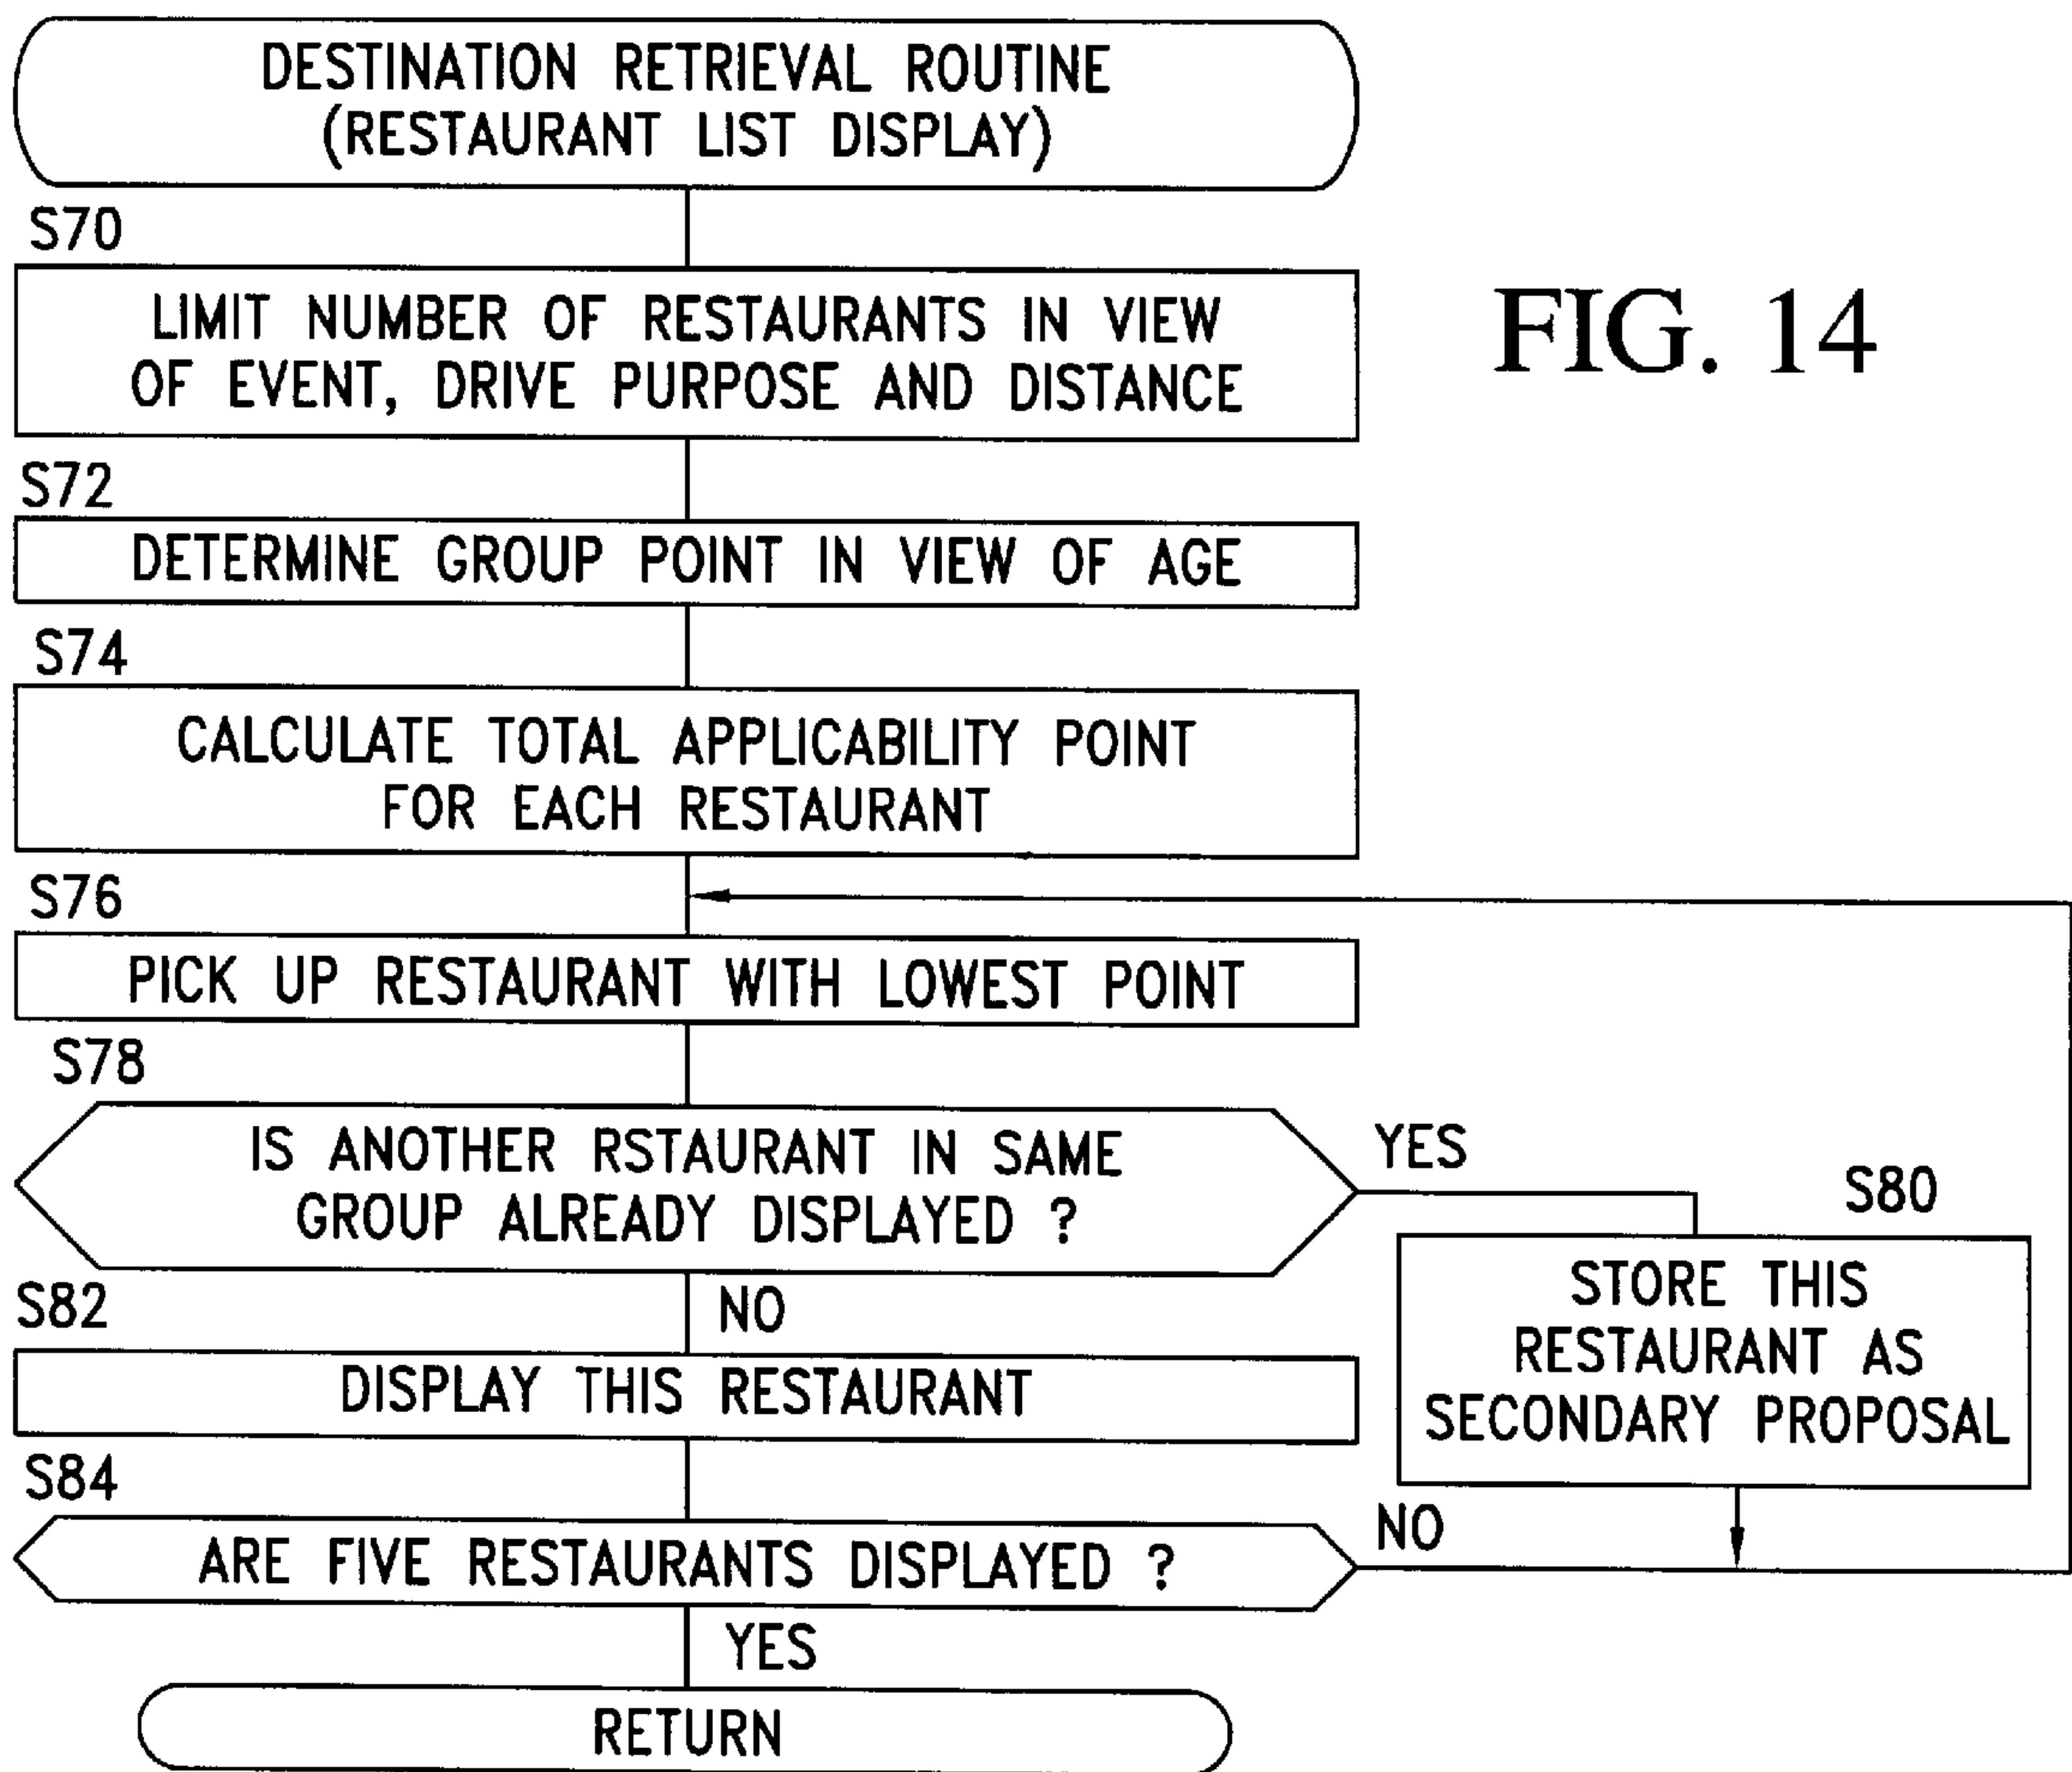 DESTINATION RETRIEVAL ROUTINE
(RESTAURANT LIST DISPLAY)
S70
LIMIT NUMBER OF RESTAURANTS IN VIEW
OF EVENT, DRIVE PURPOSE AND DISTANCE
FIG. 14
S72
DETERMINE GROUP POINT IN VIEW OF AGE
S74
CALCULATE TOTAL APPLICABILITY POINT
FOR EACH RESTAURANT
S76
PICK UP RESTAURANT WITH LOWEST POINT
S78
IS ANOTHER RSTAURANT IN SAME
GROUP ALREADY DISPLAYED ?
YES
S80
STORE THIS
RESTAURANT AS
SECONDARY PROPOSAL
NO
S82
DISPLAY THIS RESTAURANT
S84
ARE FIVE RESTAURANTS DISPLAYED ?
NO
YES
RETURN